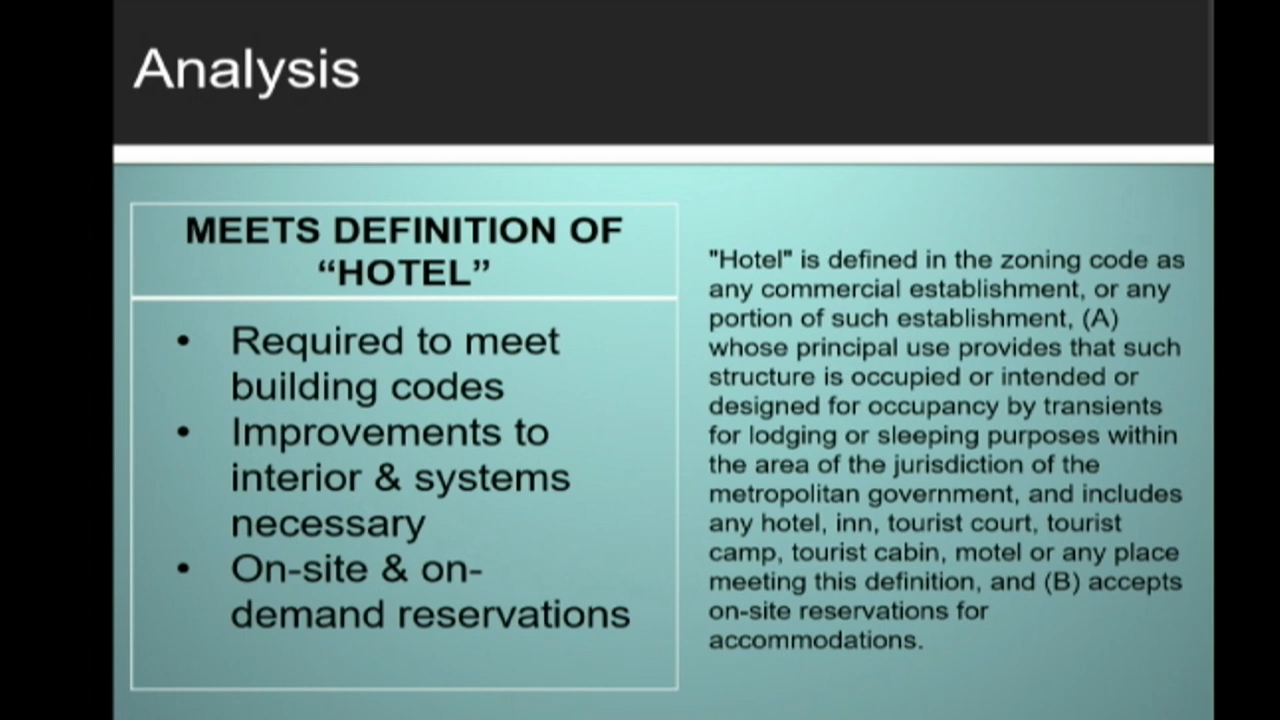 Analysis
MEETS DEFINITION OF
“HOTEL”
• Required to meet
building codes
• Improvements to
interior & systems
necessary
• On-site & on-
demand reservations
"Hotel" is defined in the zoning code as
any commercial establishment, or any
portion of such establishment, (A)
whose principal use provides that such
structure is occupied or intended or
designed for occupancy by transients
for lodging or sleeping purposes within
the area of the jurisdiction of the
metropolitan government, and includes
any hotel, inn, tourist court, tourist
camp, tourist cabin, motel or any place
meeting this definition, and (B) accepts
on-site reservations for
accommodations.